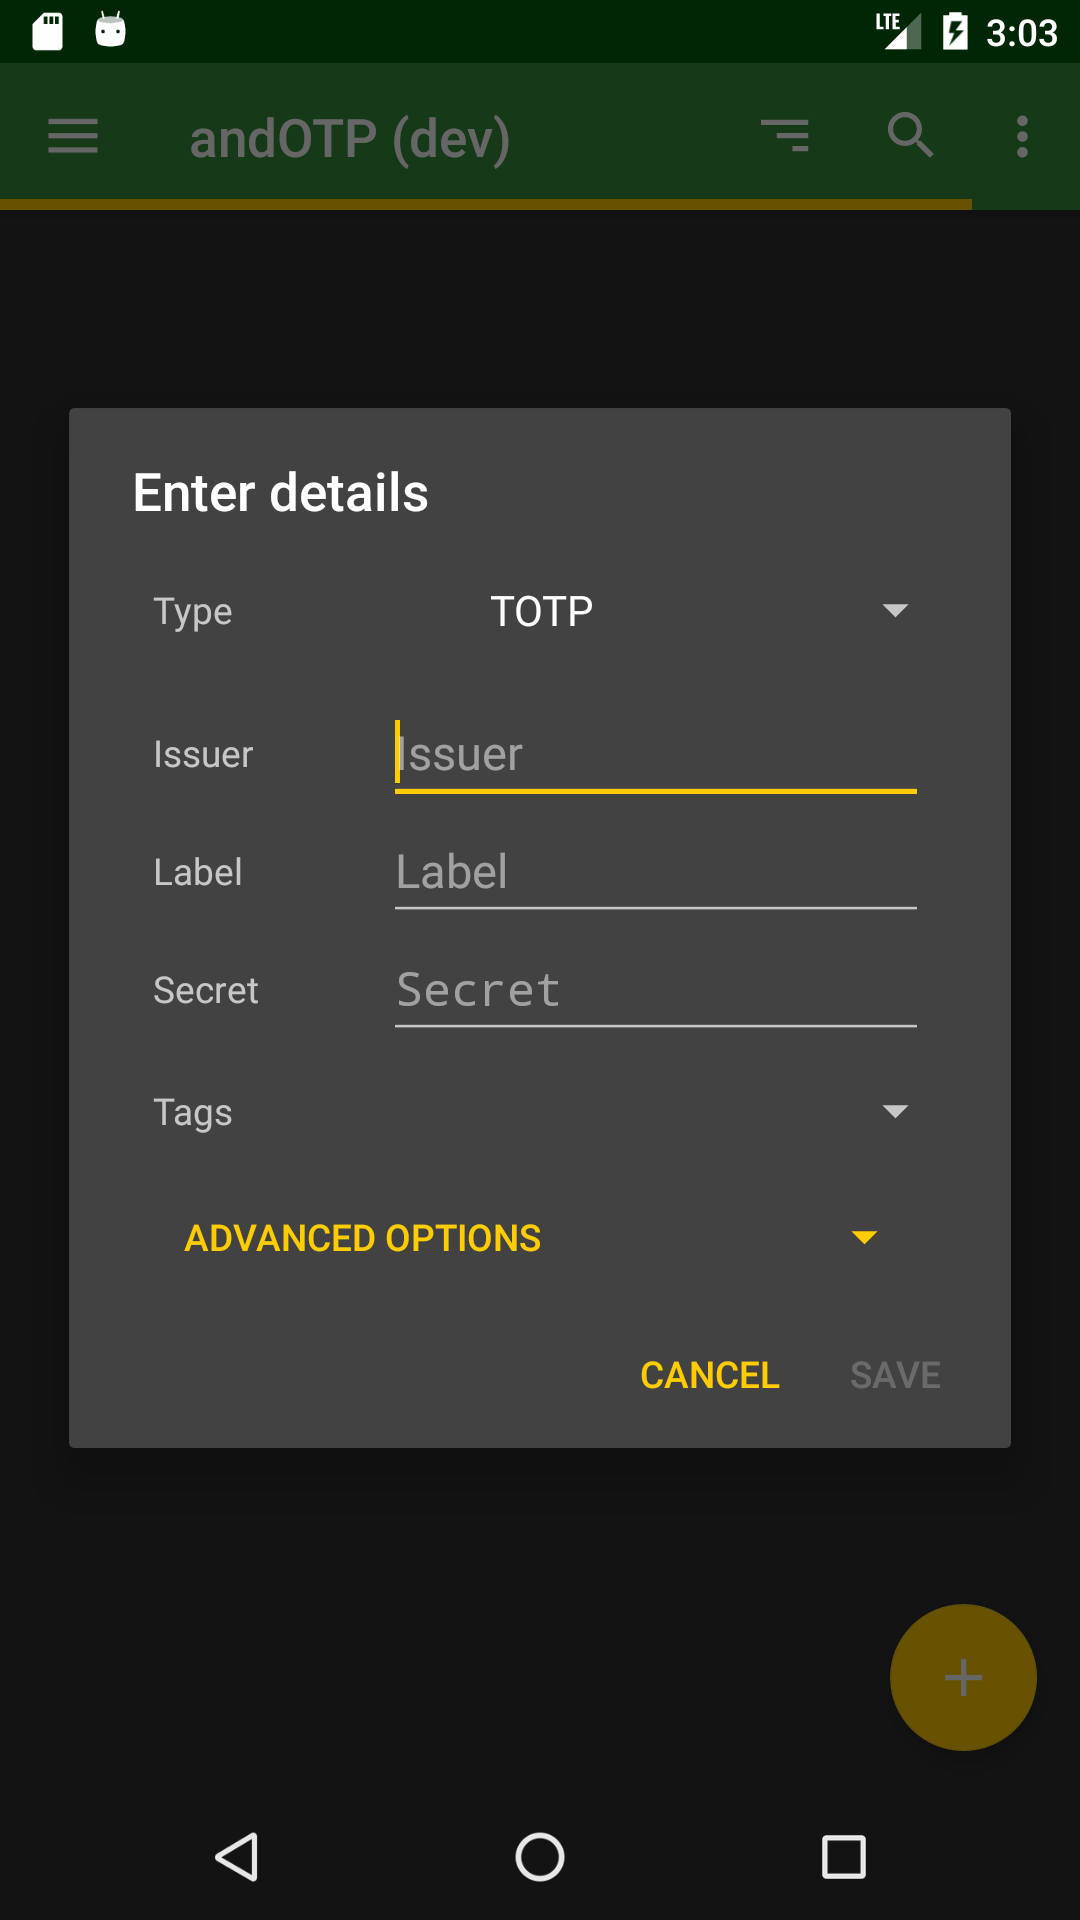 LTE 3:03
andOTP (dev)
Enter details
Type TOTP
Issuer Issuer
Label Label
Secret Secret
Tags
ADVANCED OPTIONS
CANCEL SAVE